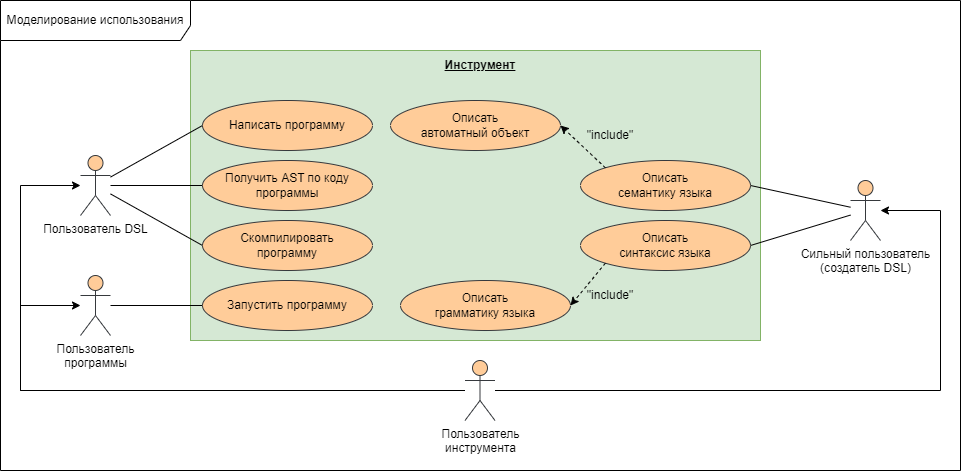 Моделирование использования
Инструмент
Написать программу
Описать
автоматный объект
"include"
Получить AST по коду
программы
Описать
семантику языка
Пользователь DSL
Скомпилировать
программу
Описать
синтаксис языка
Сильный пользователь
(создатель DSL)
"include"
Запустить программу
Описать
грамматику языка
Пользователь
программы
Пользователь
инструмента